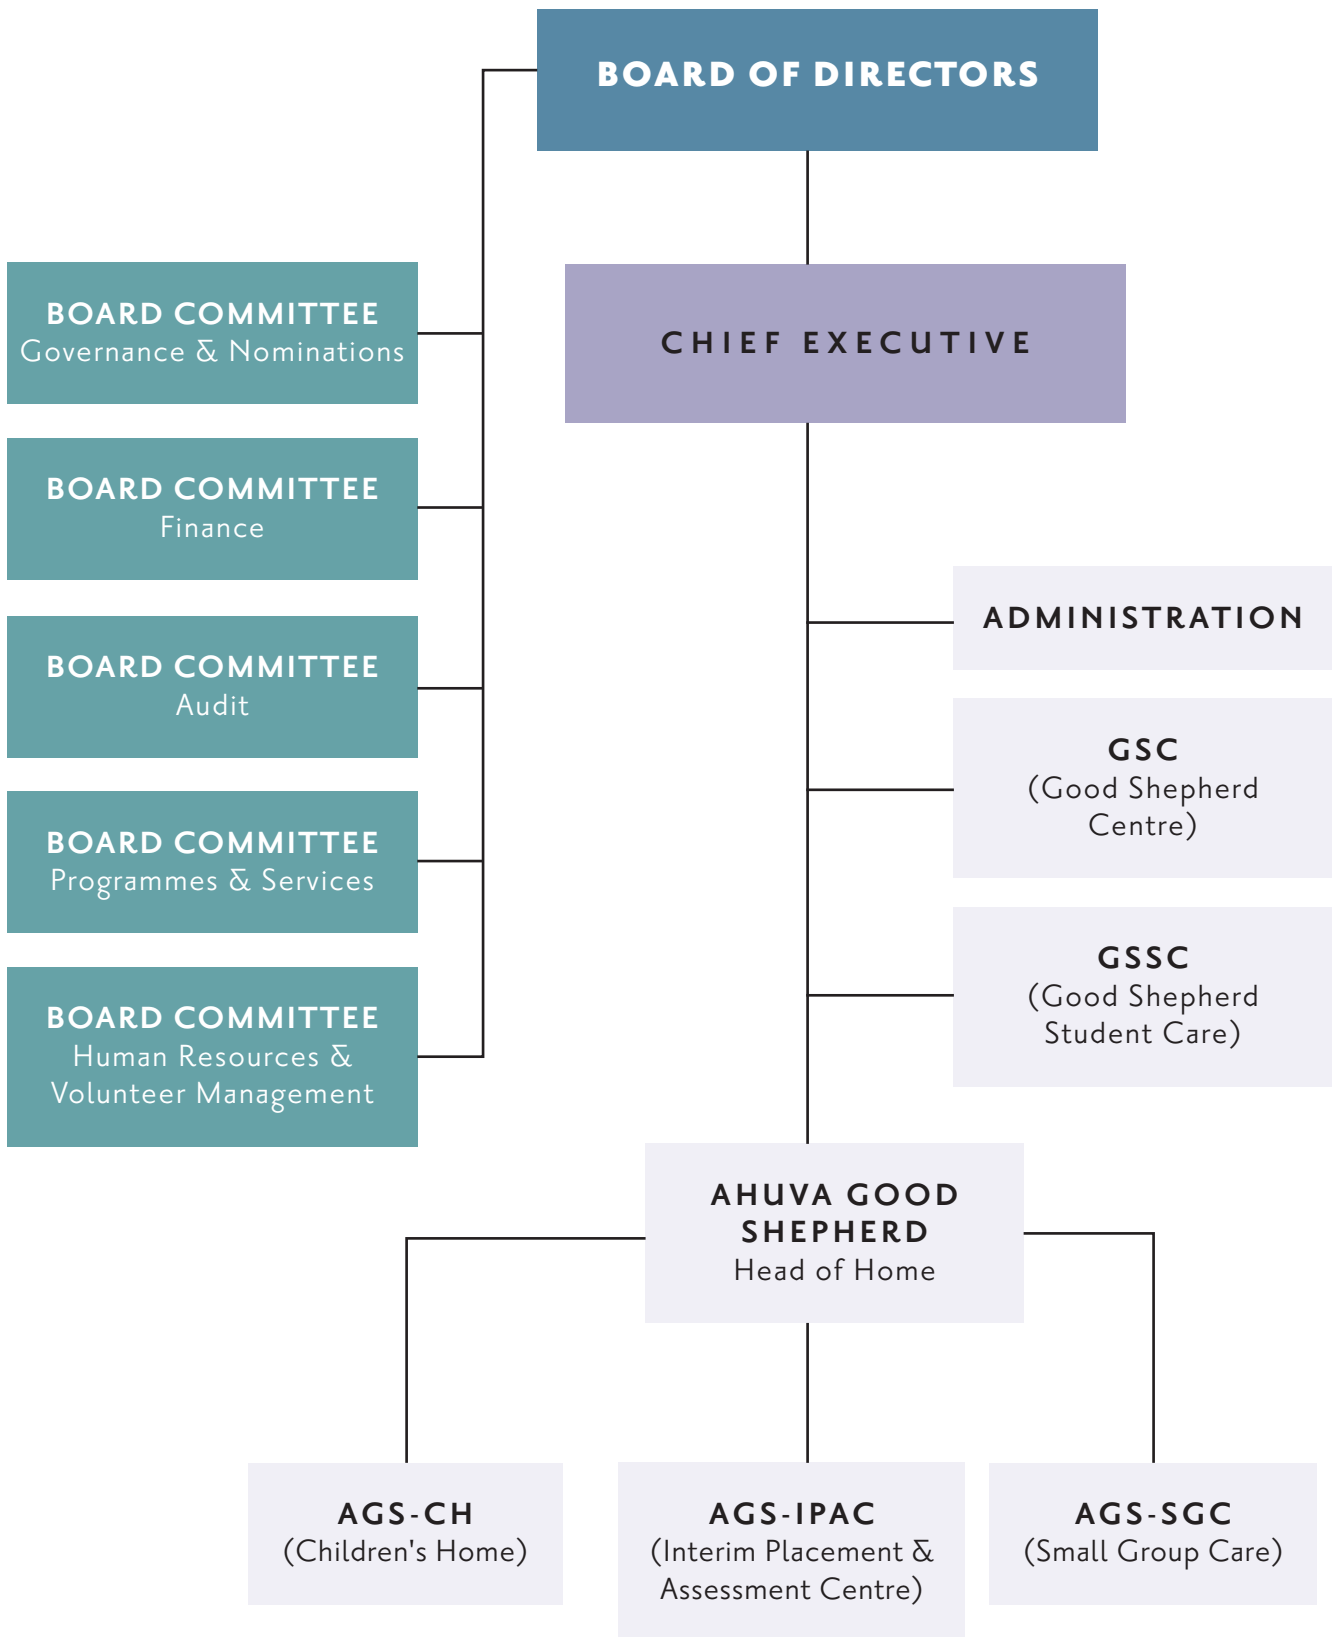 BOARD OF DIRECTORS
CHIEF EXECUTIVE
BOARD COMMITTEE
Governance & Nominations
BOARD COMMITTEE
Finance
BOARD COMMITTEE
Audit
BOARD COMMITTEE
Programmes & Services
BOARD COMMITTEE
Human Resources &
Volunteer Management
ADMINISTRATION
GSC
(Good Shepherd
Centre)
GSSC
(Good Shepherd
Student Care)
AHUVA GOOD
SHEPHERD
Head of Home
AGS-CH
(Children's Home)
AGS-IPAC
(Interim Placement &
Assessment Centre)
AGS-SGC
(Small Group Care)